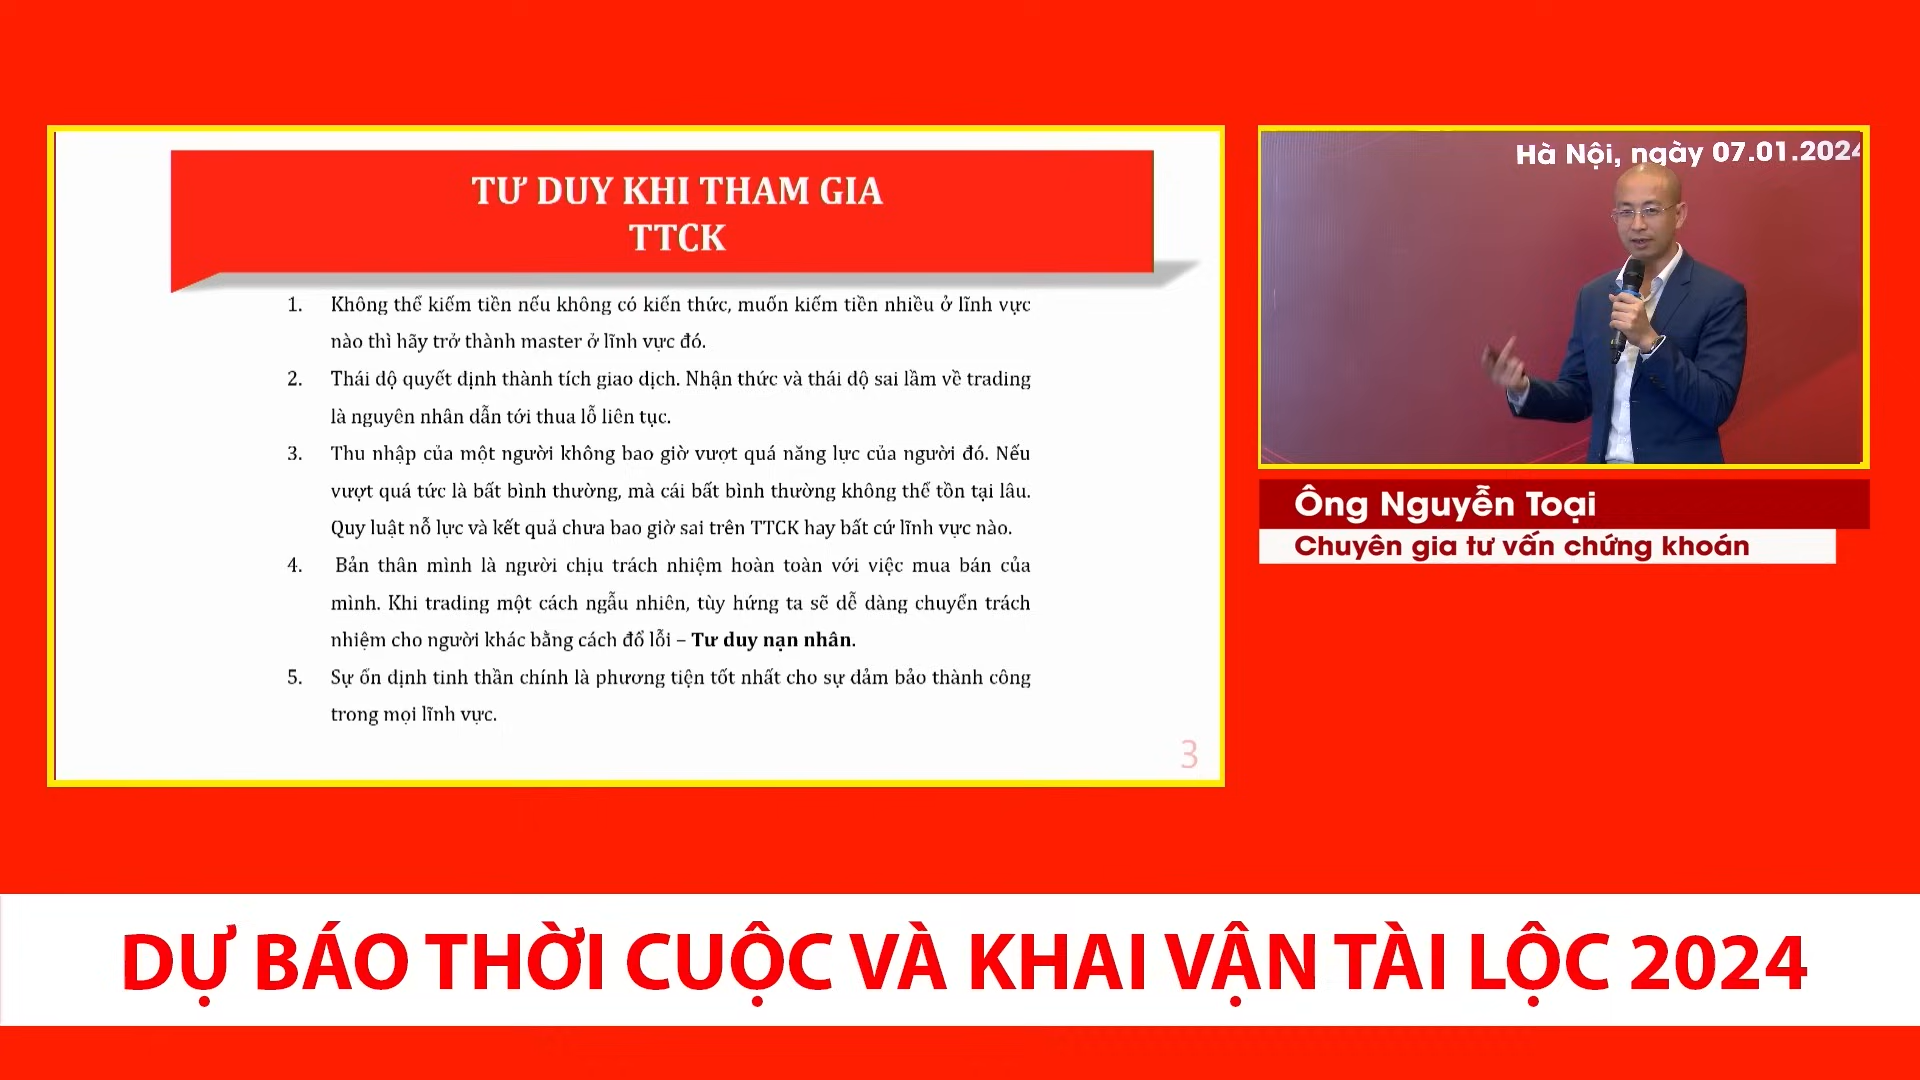 TƯ DUY KHI THAM GIA
TTCK
1. Không thể kiếm tiền nếu không có kiến thức, muốn kiếm tiền nhiều ở lĩnh vực
nào thì hãy trở thành master ở lĩnh vực đó.
2. Thái độ quyết định thành tích giao dịch. Nhận thức và thái độ sai lầm về trading
là nguyên nhân dẫn tới thua lỗ liên tục.
3. Thu nhập của một người không bao giờ vượt quá năng lực của người đó. Nếu
vượt quá tức là bất bình thường, mà cái bất bình thường không thể tồn tại lâu.
Quy luật nỗ lực và kết quả chưa bao giờ sai trên TTCK hay bất cứ lĩnh vực nào.
4. Bản thân mình là người chịu trách nhiệm hoàn toàn với việc mua bán của
mình. Khi trading một cách ngẫu nhiên, tùy hứng ta sẽ dễ dàng chuyển trách
nhiệm cho người khác bằng cách đổ lỗi – Tư duy nạn nhân.
5. Sự ổn định tinh thần chính là phương tiện tốt nhất cho sự đảm bảo thành công
trong mọi lĩnh vực.
3
Hà Nội, ngày 07.01.2024
Ông Nguyễn Toại
Chuyên gia tư vấn chứng khoán
DỰ BÁO THỜI CUỘC VÀ KHAI VẬN TÀI LỘC 2024